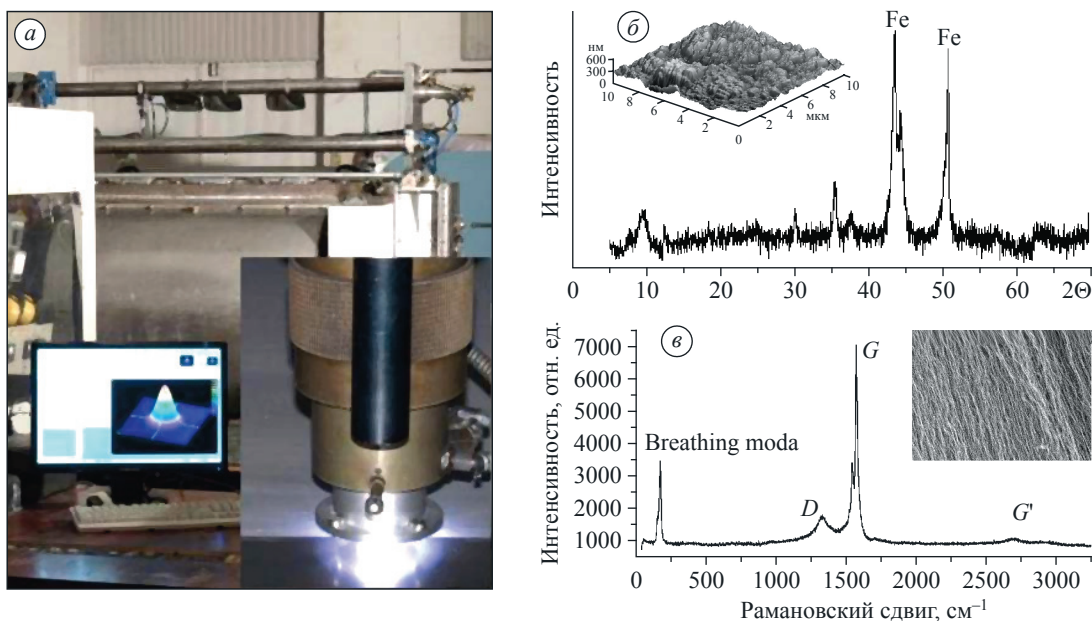 а
б
Fe
Fe
нм
600
300
0
10
8
6
4
2
0
2
4
6
8
10
мкм
Интенсивность
0
10
20
30
40
50
60
2Θ
в
G
7000
6000
5000
4000
3000
2000
1000
Интенсивность, отн. ед.
Breathing moda
D
G'
0
500
1000
1500
2000
2500
3000
Рамановский сдвиг, см⁻¹